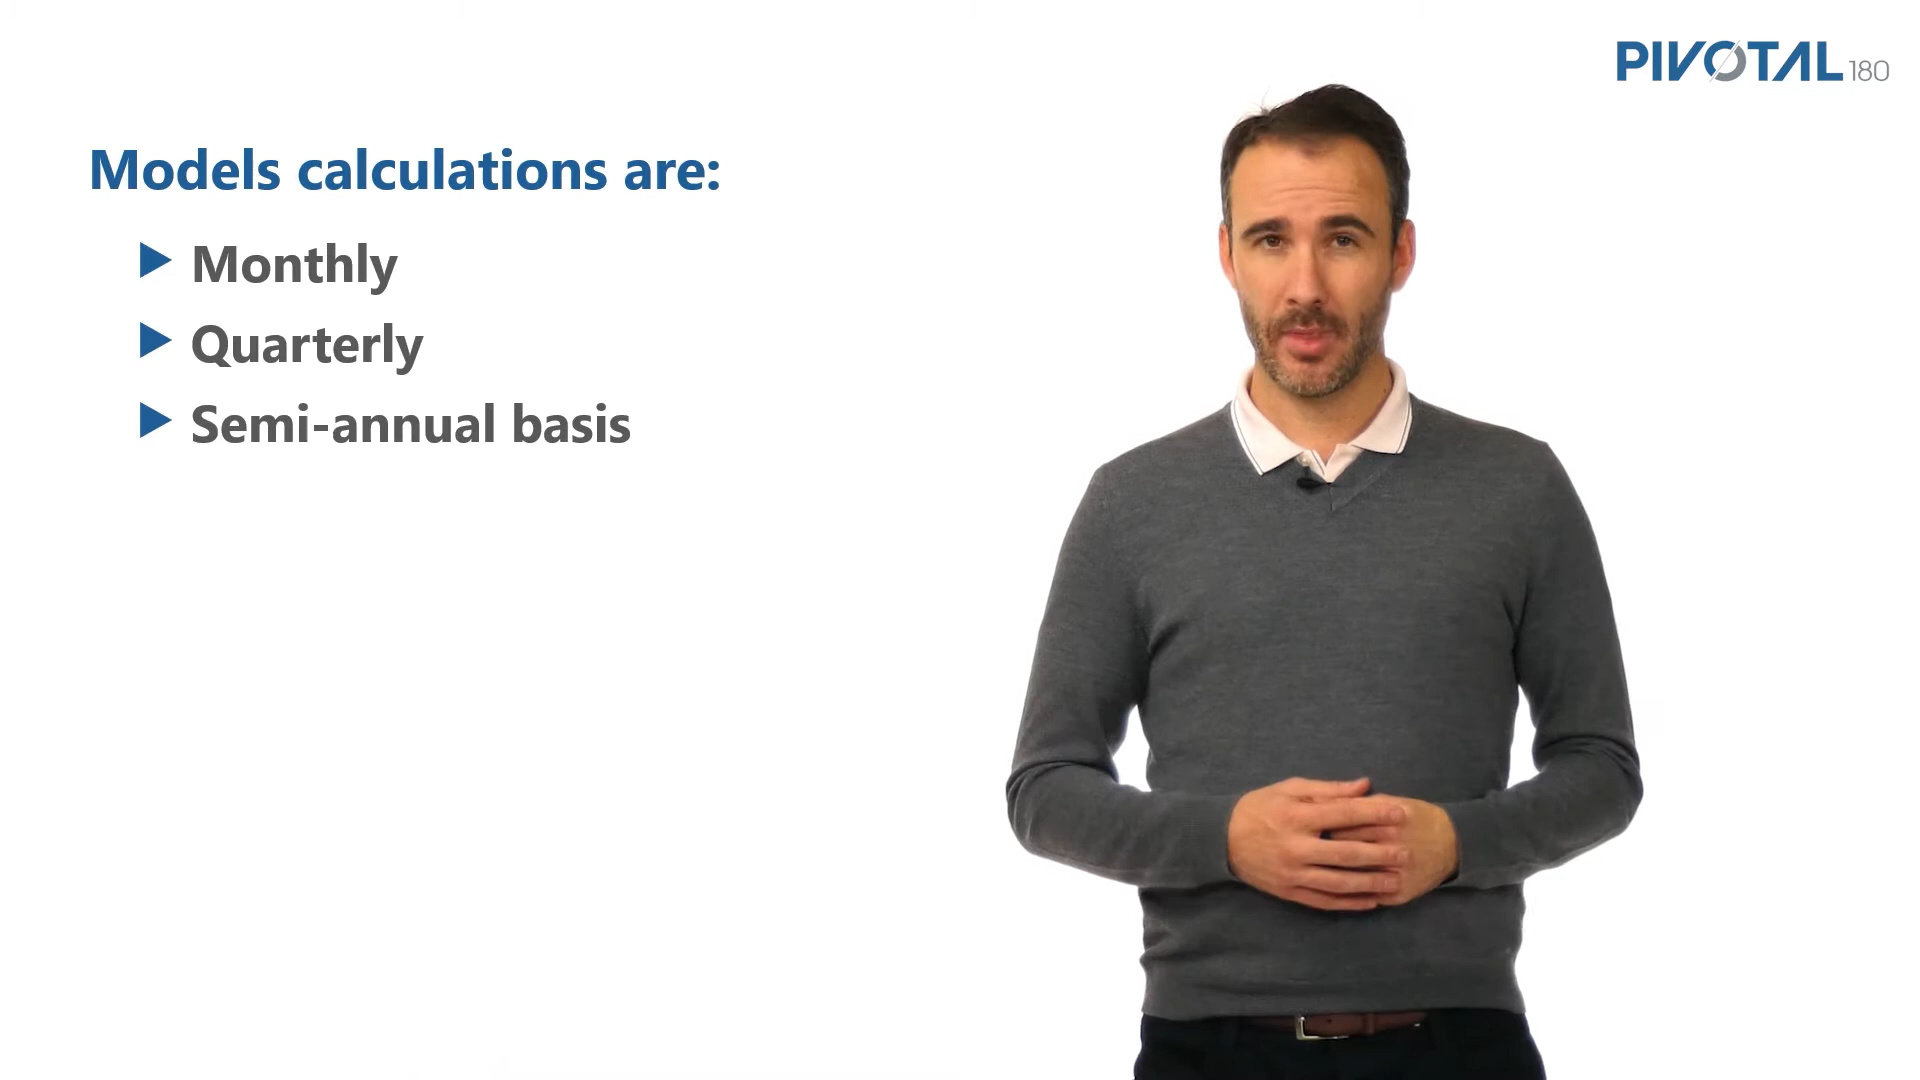 PIVOTAL 180
Models calculations are:
Monthly
Quarterly
Semi-annual basis